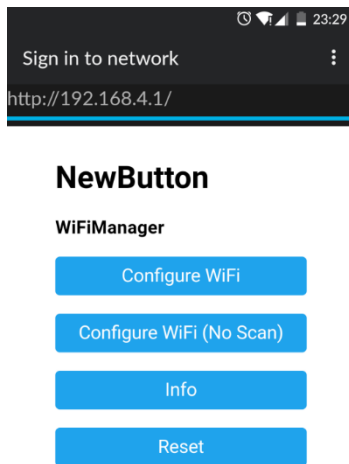 23:29
Sign in to network
http://192.168.4.1/
NewButton
WiFiManager
Configure WiFi
Configure WiFi (No Scan)
Info
Reset